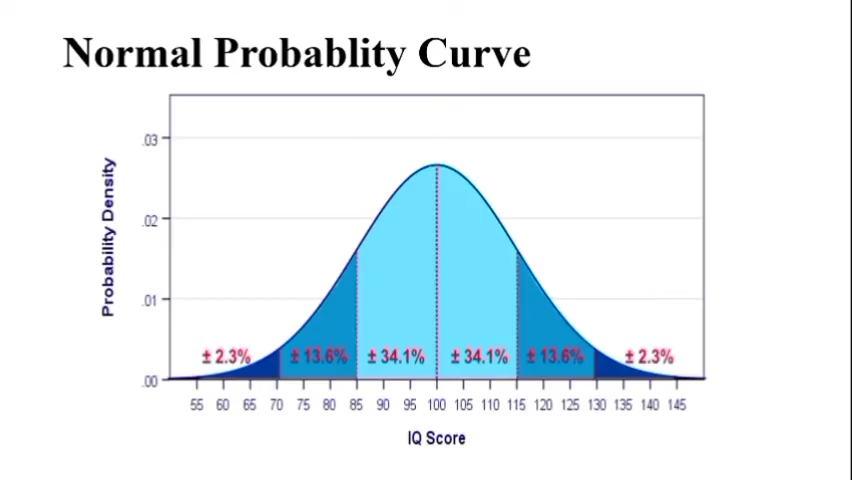 Normal Probablity Curve
Probability Density
.03
.02
.01
.00
± 2.3% ± 13.6% ± 34.1% ± 34.1% ± 13.6% ± 2.3%
55 60 65 70 75 80 85 90 95 100 105 110 115 120 125 130 135 140 145
IQ Score